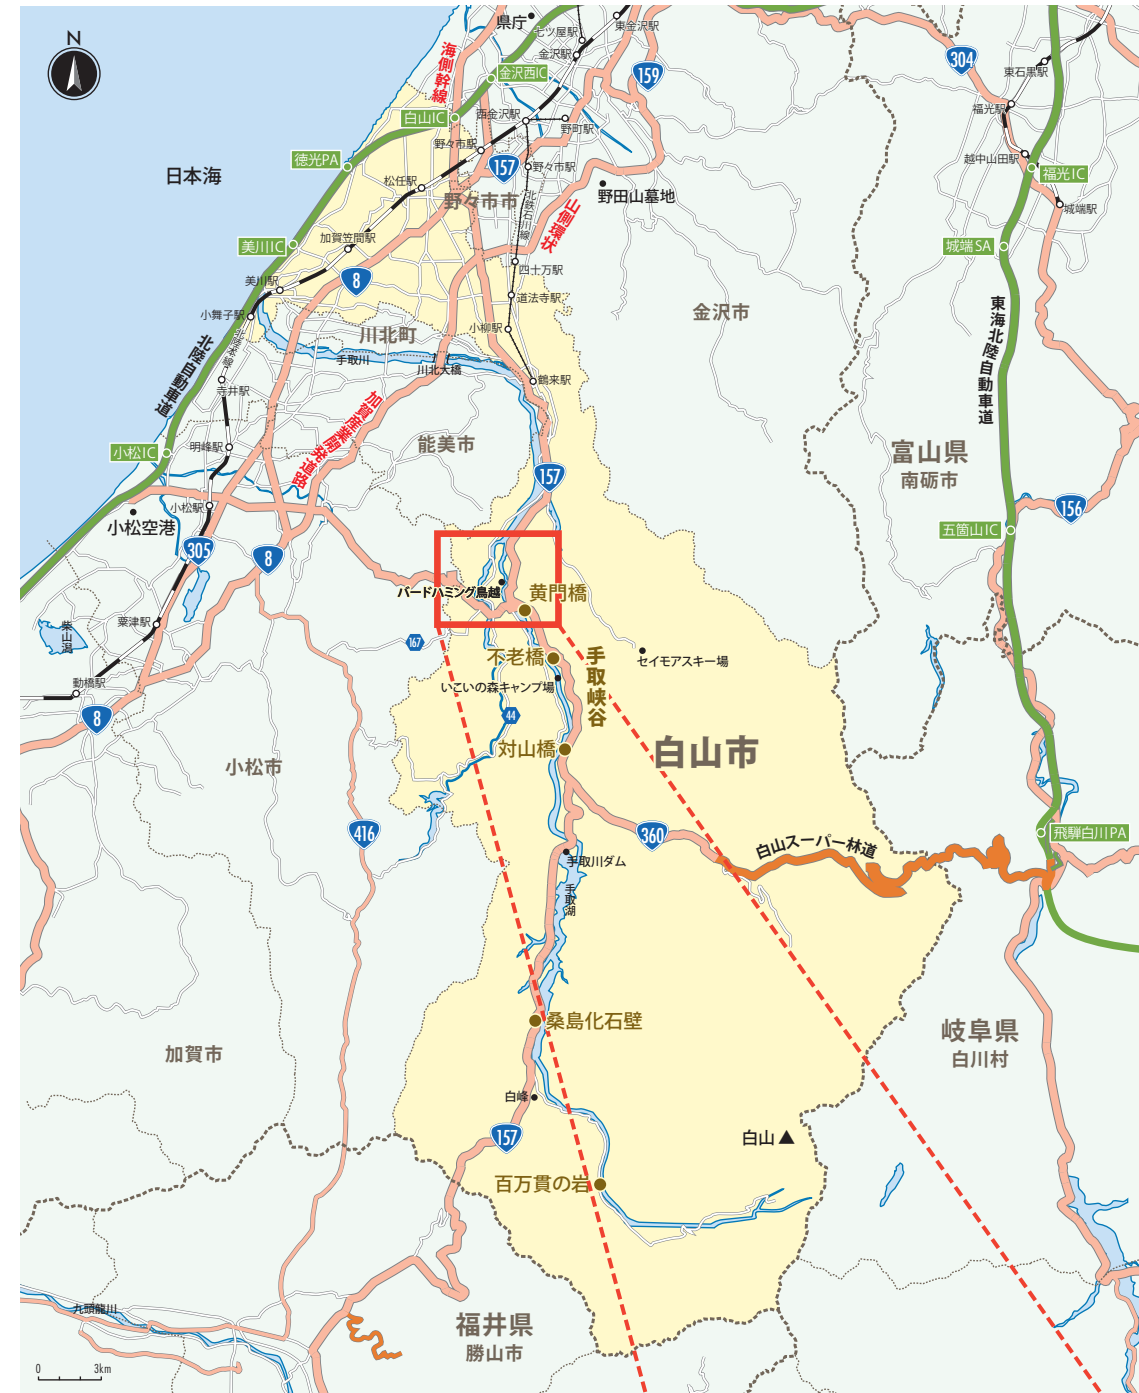 N
県庁
七ツ屋駅
東金沢駅
金沢駅
海側幹線
金沢西IC
159
304
東石黒駅
福光駅
白山IC
西金沢駅
野町駅
野々市駅
徳光PA
157
野々市駅
越中山田駅
福光IC
日本海
松任駅
野々市市
北鉄石川線
野田山墓地
城端駅
山側環状
加賀笠間駅
美川IC
城端SA
8
四十万駅
美川駅
道法寺駅
小舞子駅
金沢市
東海北陸自動車道
川北町
小柳駅
北陸本線
手取川
川北大橋
北陸自動車道
鶴来駅
寺井駅
加賀産業開発道路
明峰駅
能美市
小松IC
富山県
南砺市
157
小松駅
156
小松空港
五箇山IC
305
8
バードハミング鳥越
黄門橋
粟津駅
柴山潟
167
不老橋
手取峡谷
セイモアスキー場
動橋駅
いこいの森キャンプ場
8
44
対山橋
白山市
小松市
416
360
飛騨白川PA
白山スーパー林道
手取川ダム
手取湖
桑島化石壁
岐阜県
白川村
加賀市
白峰
157
白山
百万貫の岩
九頭龍川
福井県
勝山市
0 3km